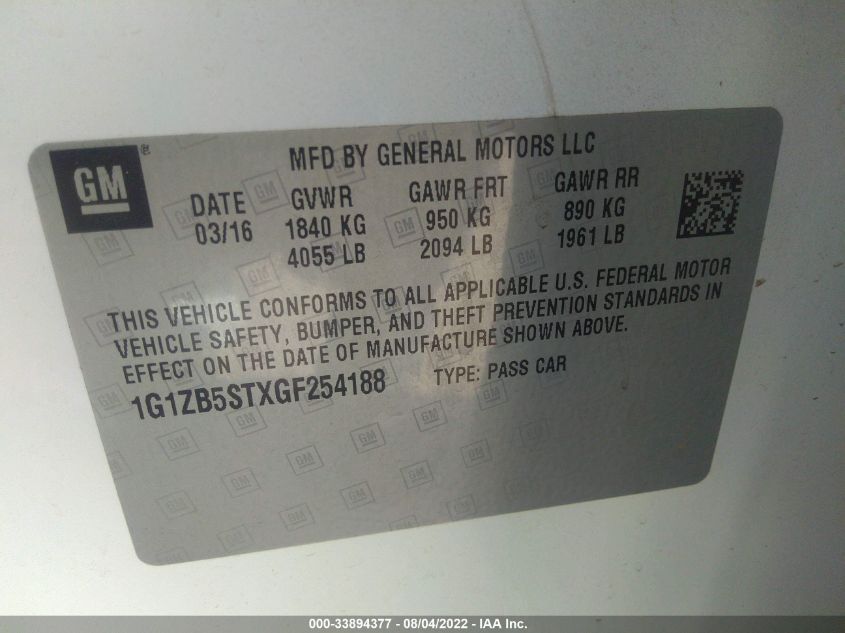 GM ®
MFD BY GENERAL MOTORS LLC
DATE GVWR GAWR FRT GAWR RR
03/16 1840 KG 950 KG 890 KG
4055 LB 2094 LB 1961 LB
THIS VEHICLE CONFORMS TO ALL APPLICABLE U.S. FEDERAL MOTOR
VEHICLE SAFETY, BUMPER, AND THEFT PREVENTION STANDARDS IN
EFFECT ON THE DATE OF MANUFACTURE SHOWN ABOVE.
1G1ZB5STXGF254188 TYPE: PASS CAR
000-33894377 - 08/04/2022 - IAA Inc.